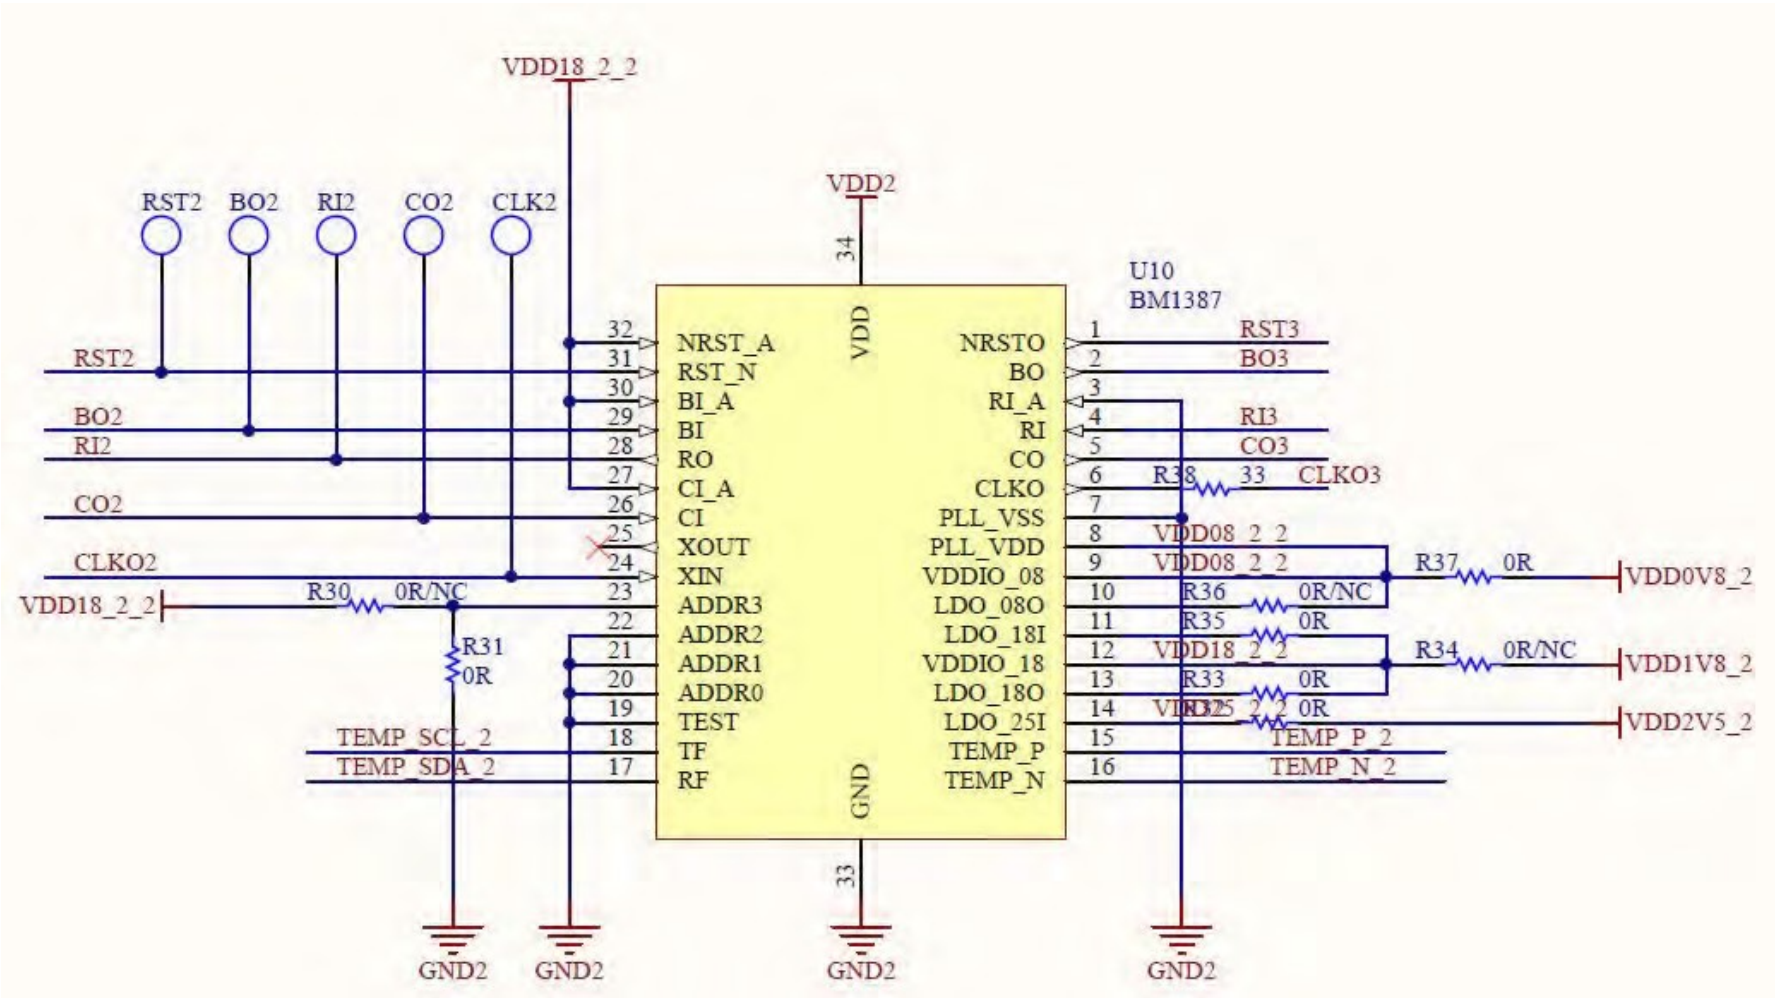 VDD18_2_2
VDD2
RST2 BO2 RI2 CO2 CLK2
34
U10
BM1387
VDD
32 NRST_A NRSTO 1 RST3
RST2 31 RST_N BO 2 BO3
30 BI_A RI_A 3
BO2 29 BI RI 4 RI3
RI2 28 RO CO 5 CO3
27 CI_A CLKO 6 R38 33 CLKO3
CO2 26 CI PLL_VSS 7
25 XOUT PLL_VDD 8 VDD08_2_2
CLKO2 24 XIN VDDIO_08 9 VDD08_2_2 R37 0R VDD0V8_2
VDD18_2_2 R30 0R/NC 23 ADDR3 LDO_08O 10 R36 0R/NC
22 ADDR2 LDO_18I 11 R35 0R
R31 21 ADDR1 VDDIO_18 12 VDD18_2_2 R34 0R/NC VDD1V8_2
0R 20 ADDR0 LDO_18O 13 R33 0R
19 TEST LDO_25I 14 0R VDD2V5_2
TEMP_SCL_2 18 TF TEMP_P 15 TEMP_P_2
TEMP_SDA_2 17 RF TEMP_N 16 TEMP_N_2
GND
33
GND2 GND2 GND2 GND2